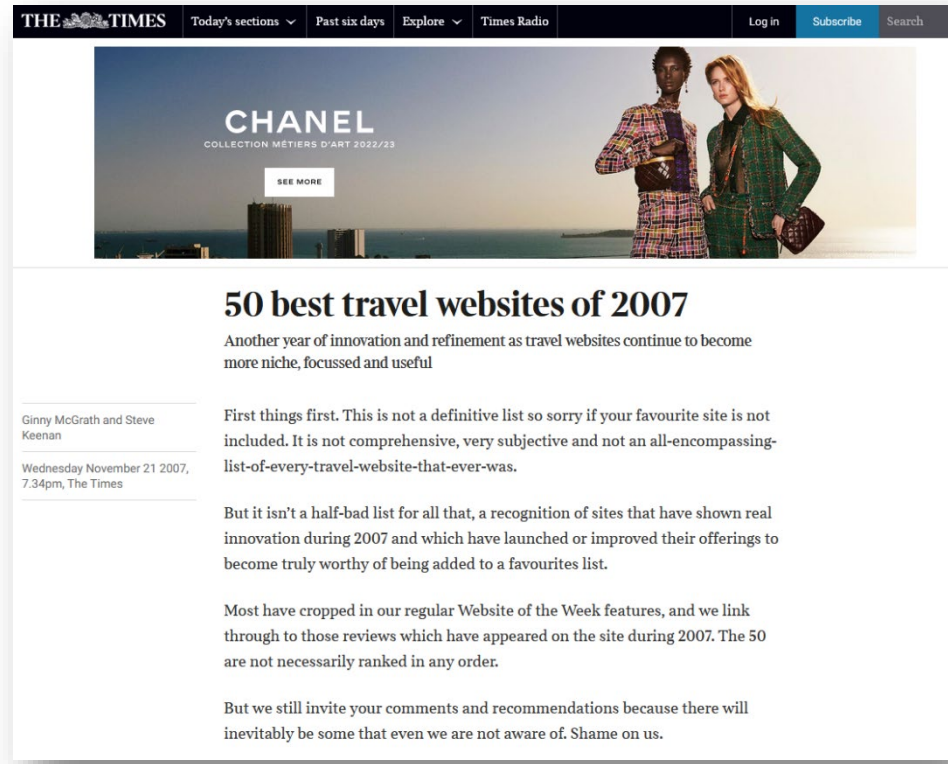 THE TIMES Today's sections Past six days Explore Times Radio Log in Subscribe Search
CHANEL
COLLECTION MÉTIERS D'ART 2022/23
SEE MORE
50 best travel websites of 2007
Another year of innovation and refinement as travel websites continue to become
more niche, focussed and useful
Ginny McGrath and Steve
Keenan
Wednesday November 21 2007,
7.34pm, The Times
First things first. This is not a definitive list so sorry if your favourite site is not
included. It is not comprehensive, very subjective and not an all-encompassing-
list-of-every-travel-website-that-ever-was.
But it isn’t a half-bad list for all that, a recognition of sites that have shown real
innovation during 2007 and which have launched or improved their offerings to
become truly worthy of being added to a favourites list.
Most have cropped in our regular Website of the Week features, and we link
through to those reviews which have appeared on the site during 2007. The 50
are not necessarily ranked in any order.
But we still invite your comments and recommendations because there will
inevitably be some that even we are not aware of. Shame on us.